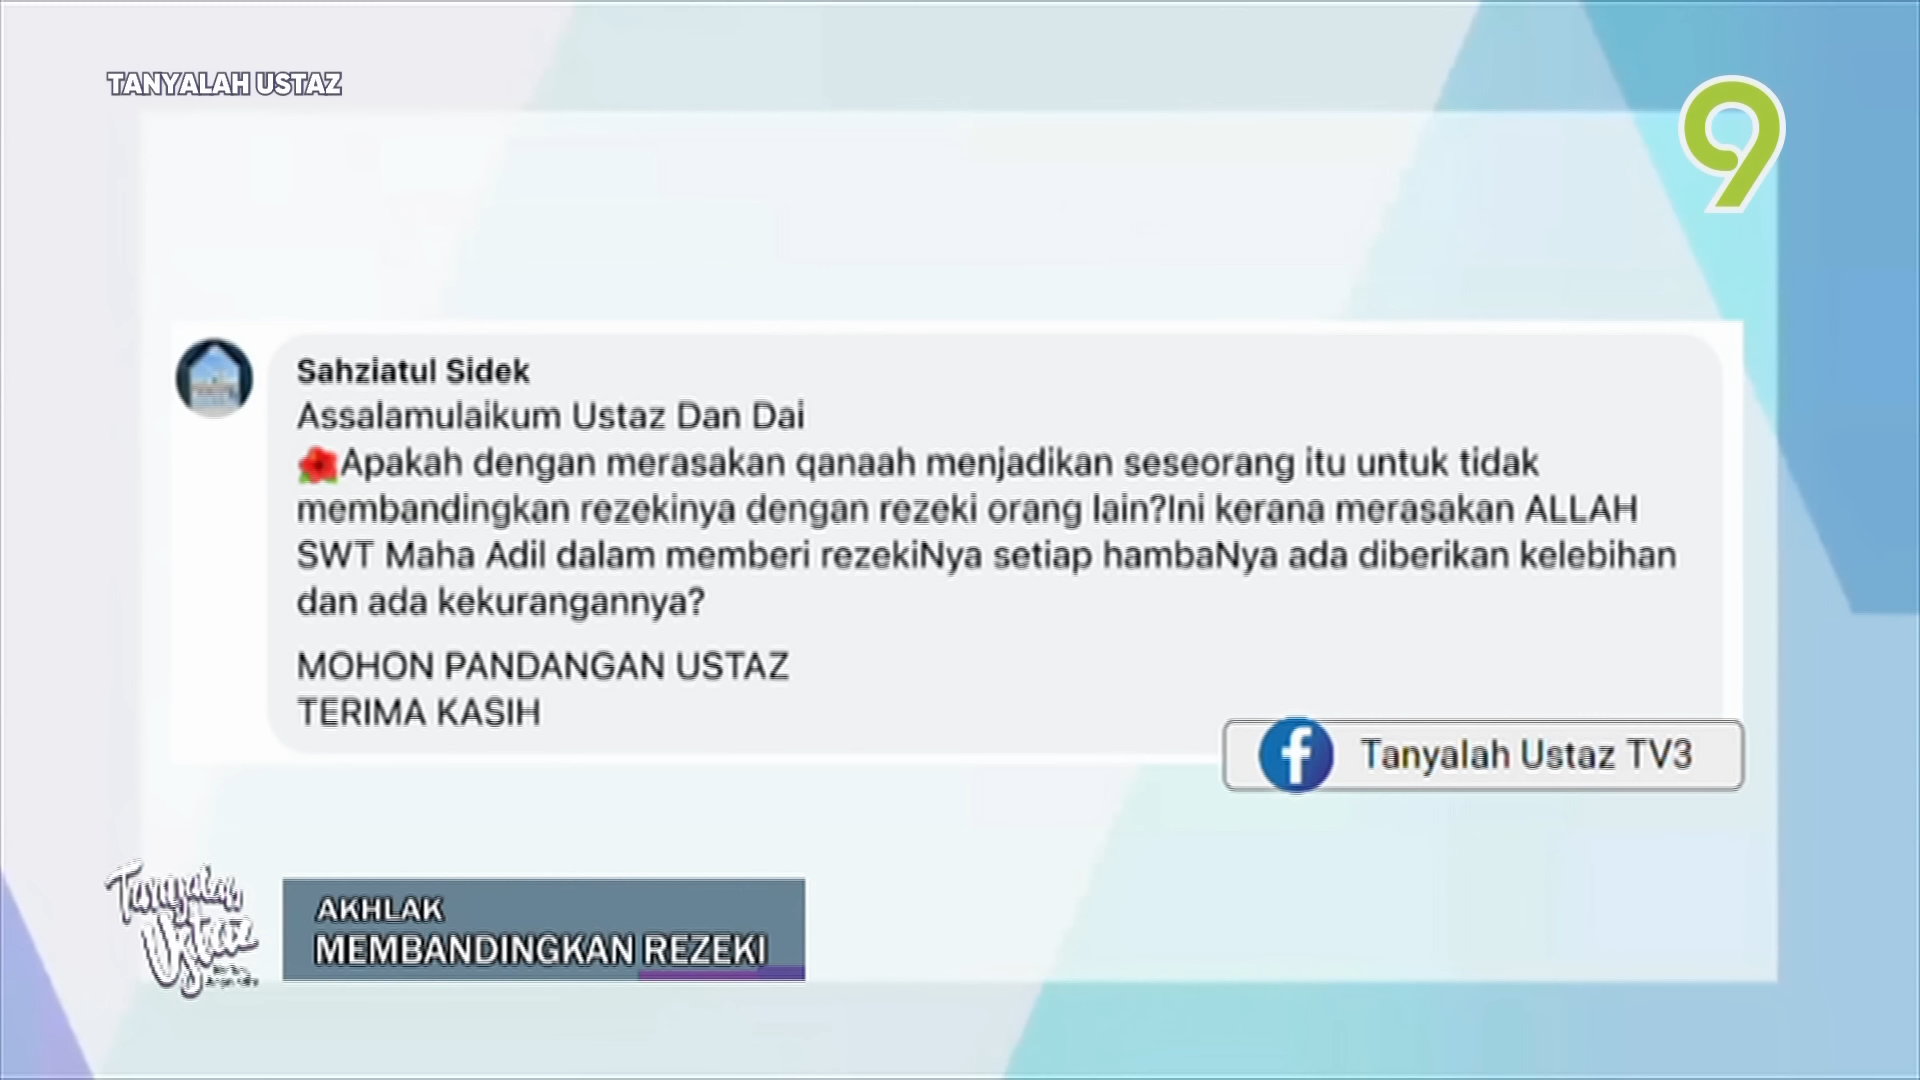 TANYALAH USTAZ
9
Sahziatul Sidek
Assalamulaikum Ustaz Dan Dai
🌺Apakah dengan merasakan qanaah menjadikan seseorang itu untuk tidak
membandingkan rezekinya dengan rezeki orang lain?Ini kerana merasakan ALLAH
SWT Maha Adil dalam memberi rezekiNya setiap hambaNya ada diberikan kelebihan
dan ada kekurangannya?
MOHON PANDANGAN USTAZ
TERIMA KASIH
f Tanyalah Ustaz TV3
Tanyalah
Ustaz
AKHLAK
MEMBANDINGKAN REZEKI